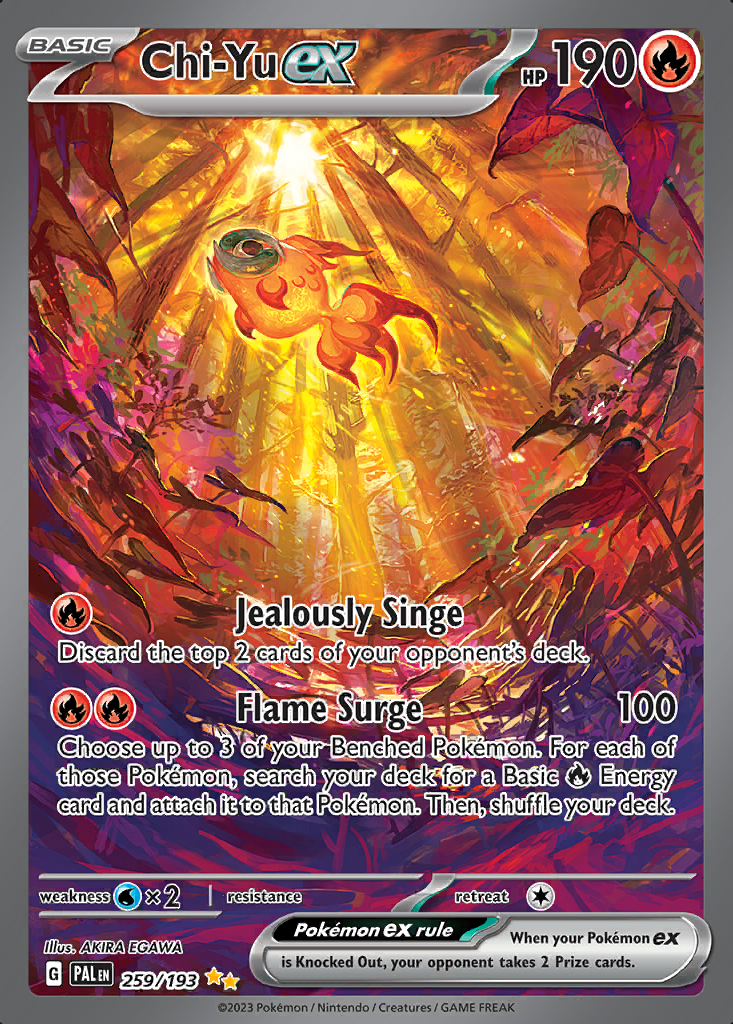 BASIC
Chi-Yu ex
HP 190
Jealously Singe
Discard the top 2 cards of your opponent's deck.
Flame Surge 100
Choose up to 3 of your Benched Pokémon. For each of
those Pokémon, search your deck for a Basic Energy
card and attach it to that Pokémon. Then, shuffle your deck.
weakness ×2 resistance retreat
Pokémon ex rule
When your Pokémon ex
is Knocked Out, your opponent takes 2 Prize cards.
Illus. AKIRA EGAWA
G PAL EN 259/193
©2023 Pokémon / Nintendo / Creatures / GAME FREAK